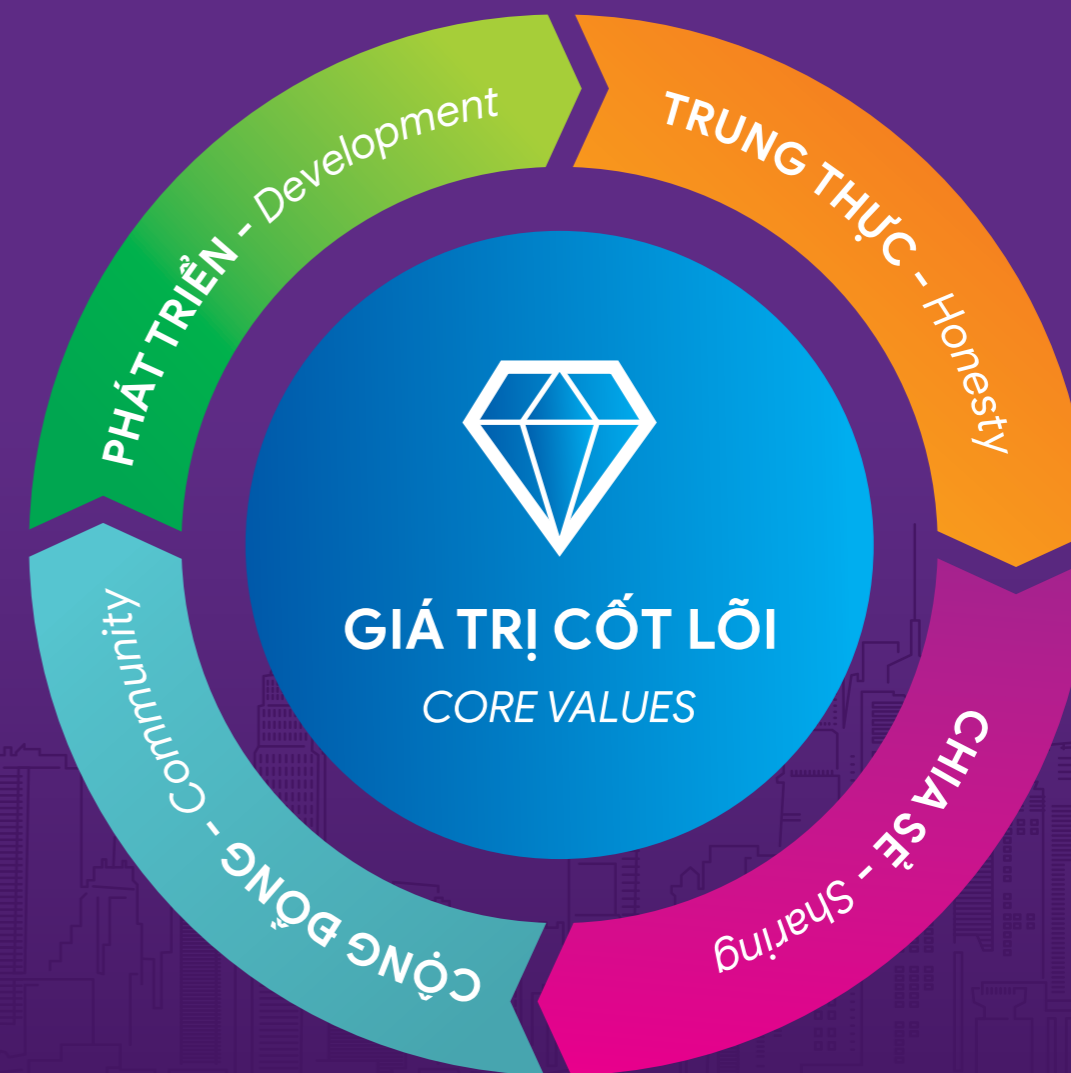 GIÁ TRỊ CỐT LÕI
CORE VALUES
TRUNG THỰC - Honesty
CHIA SẺ - Sharing
CỘNG ĐỒNG - Community
PHÁT TRIỂN - Development